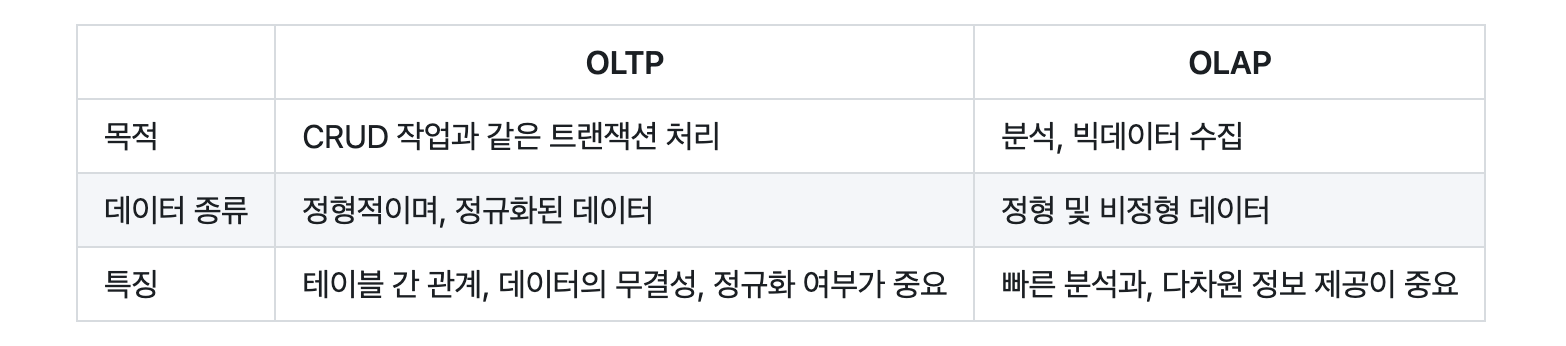 OLTP OLAP
목적 CRUD 작업과 같은 트랜잭션 처리 분석, 빅데이터 수집
데이터 종류 정형적이며, 정규화된 데이터 정형 및 비정형 데이터
특징 테이블 간 관계, 데이터의 무결성, 정규화 여부가 중요 빠른 분석과, 다차원 정보 제공이 중요